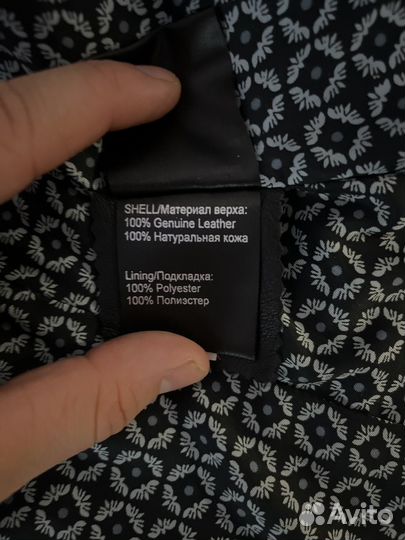 SHELL/Материал верха:
100% Genuine Leather
100% Натуральная кожа
Lining/Подкладка:
100% Polyester
100% Полиэстер
Avito